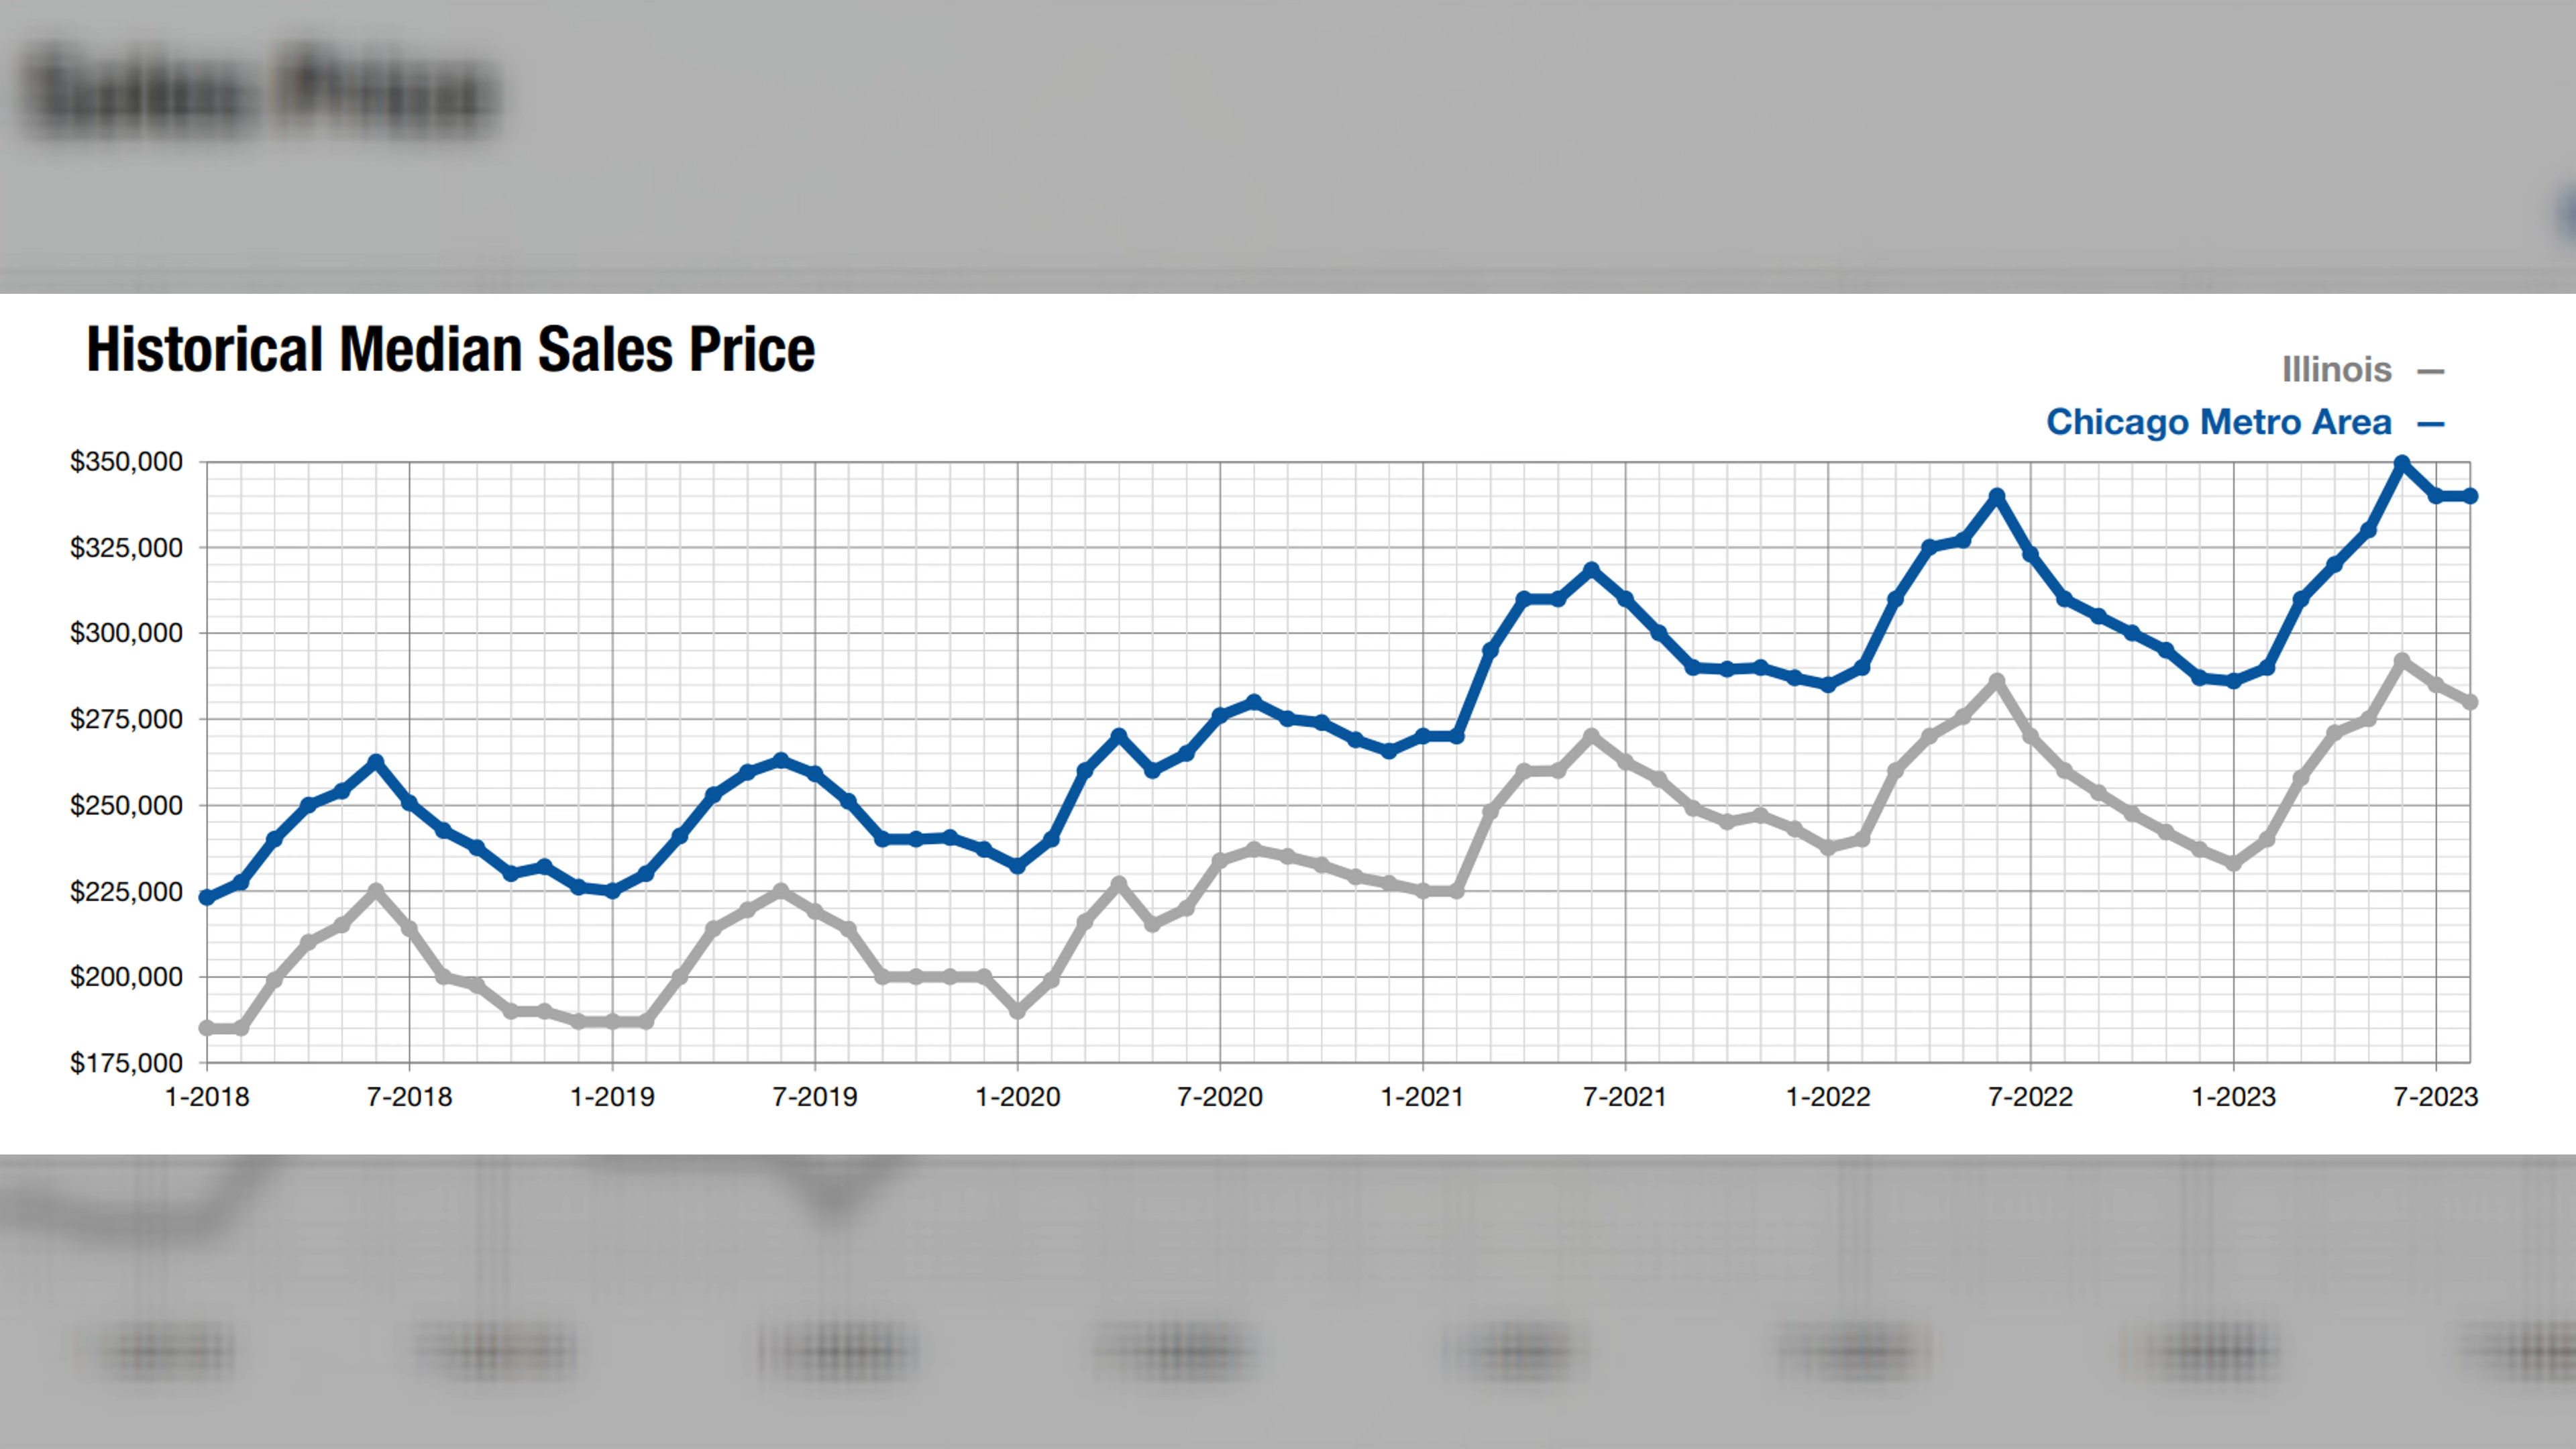 Historical Median Sales Price
Illinois
Chicago Metro Area
$350,000
$325,000
$300,000
$275,000
$250,000
$225,000
$200,000
$175,000
1-2018 7-2018 1-2019 7-2019 1-2020 7-2020 1-2021 7-2021 1-2022 7-2022 1-2023 7-2023